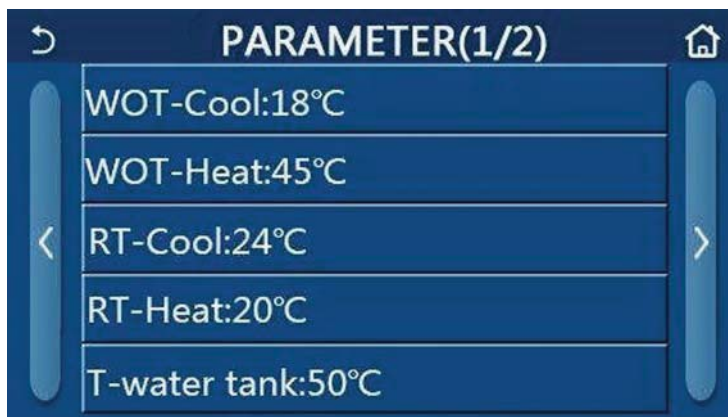 PARAMETER(1/2)
WOT-Cool:18℃
WOT-Heat:45℃
RT-Cool:24℃
RT-Heat:20℃
T-water tank:50℃